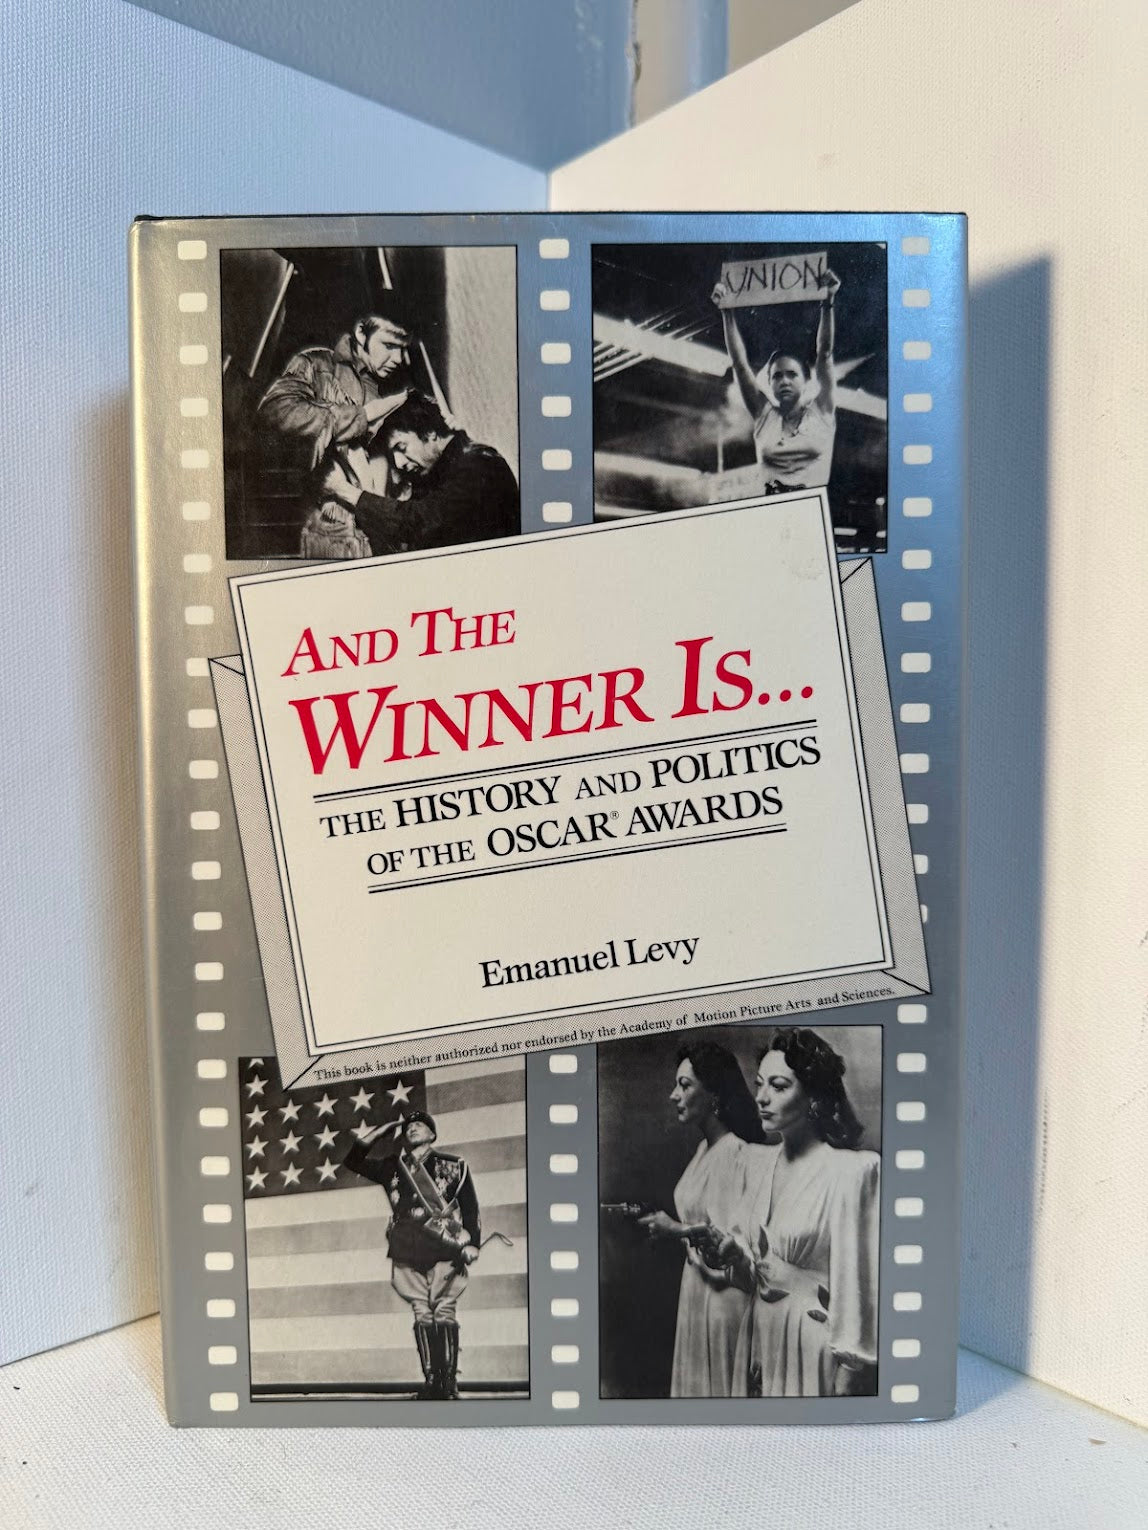 UNION
AND THE
WINNER IS...
THE HISTORY AND POLITICS
OF THE OSCAR® AWARDS
Emanuel Levy
This book is neither authorized nor endorsed by the Academy of Motion Picture Arts and Sciences.